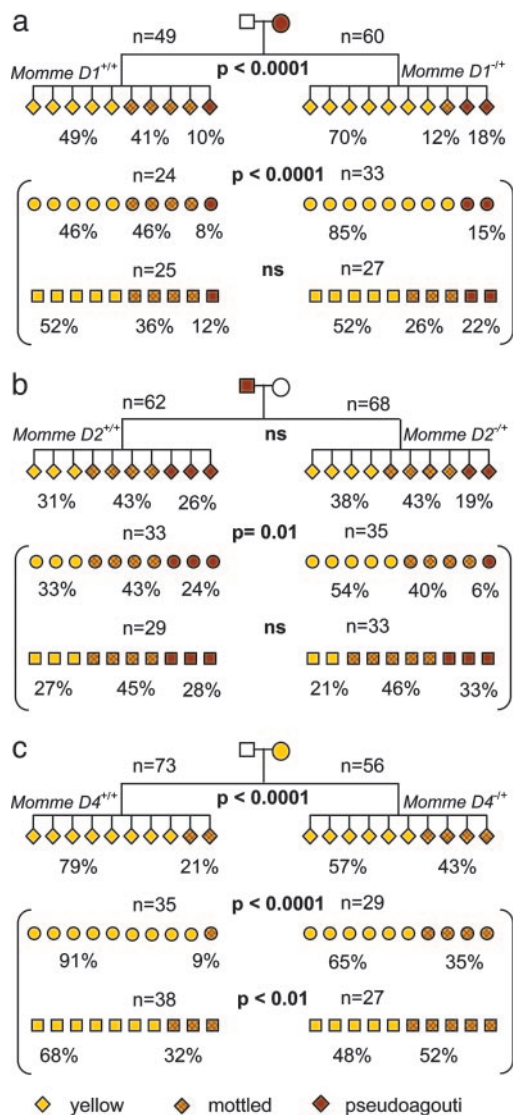 a
n=49 n=60
Momme D1+/+ p < 0.0001 Momme D1-/+
49% 41% 10% 70% 12% 18%
n=24 p < 0.0001 n=33
46% 46% 8% 85% 15%
n=25 ns n=27
52% 36% 12% 52% 26% 22%
b
n=62 n=68
Momme D2+/+ ns Momme D2-/+
31% 43% 26% 38% 43% 19%
n=33 p= 0.01 n=35
33% 43% 24% 54% 40% 6%
n=29 ns n=33
27% 45% 28% 21% 46% 33%
c
n=73 n=56
Momme D4+/+ p < 0.0001 Momme D4-/+
79% 21% 57% 43%
n=35 p < 0.0001 n=29
91% 9% 65% 35%
n=38 p < 0.01 n=27
68% 32% 48% 52%
yellow mottled pseudoagouti